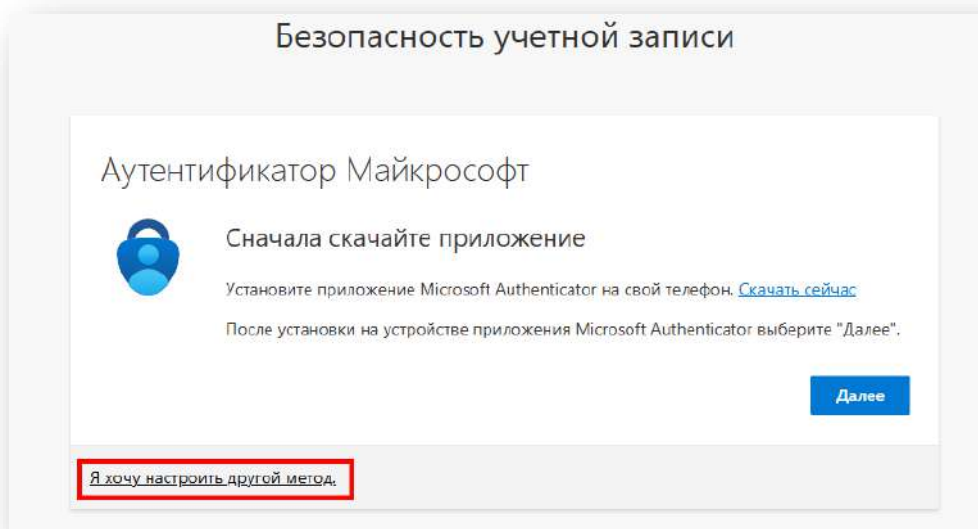 Безопасность учетной записи
Аутентификатор Майкрософт
Сначала скачайте приложение
Установите приложение Microsoft Authenticator на свой телефон. Скачать сейчас
После установки на устройстве приложения Microsoft Authenticator выберите "Далее".
Далее
Я хочу настроить другой метод.